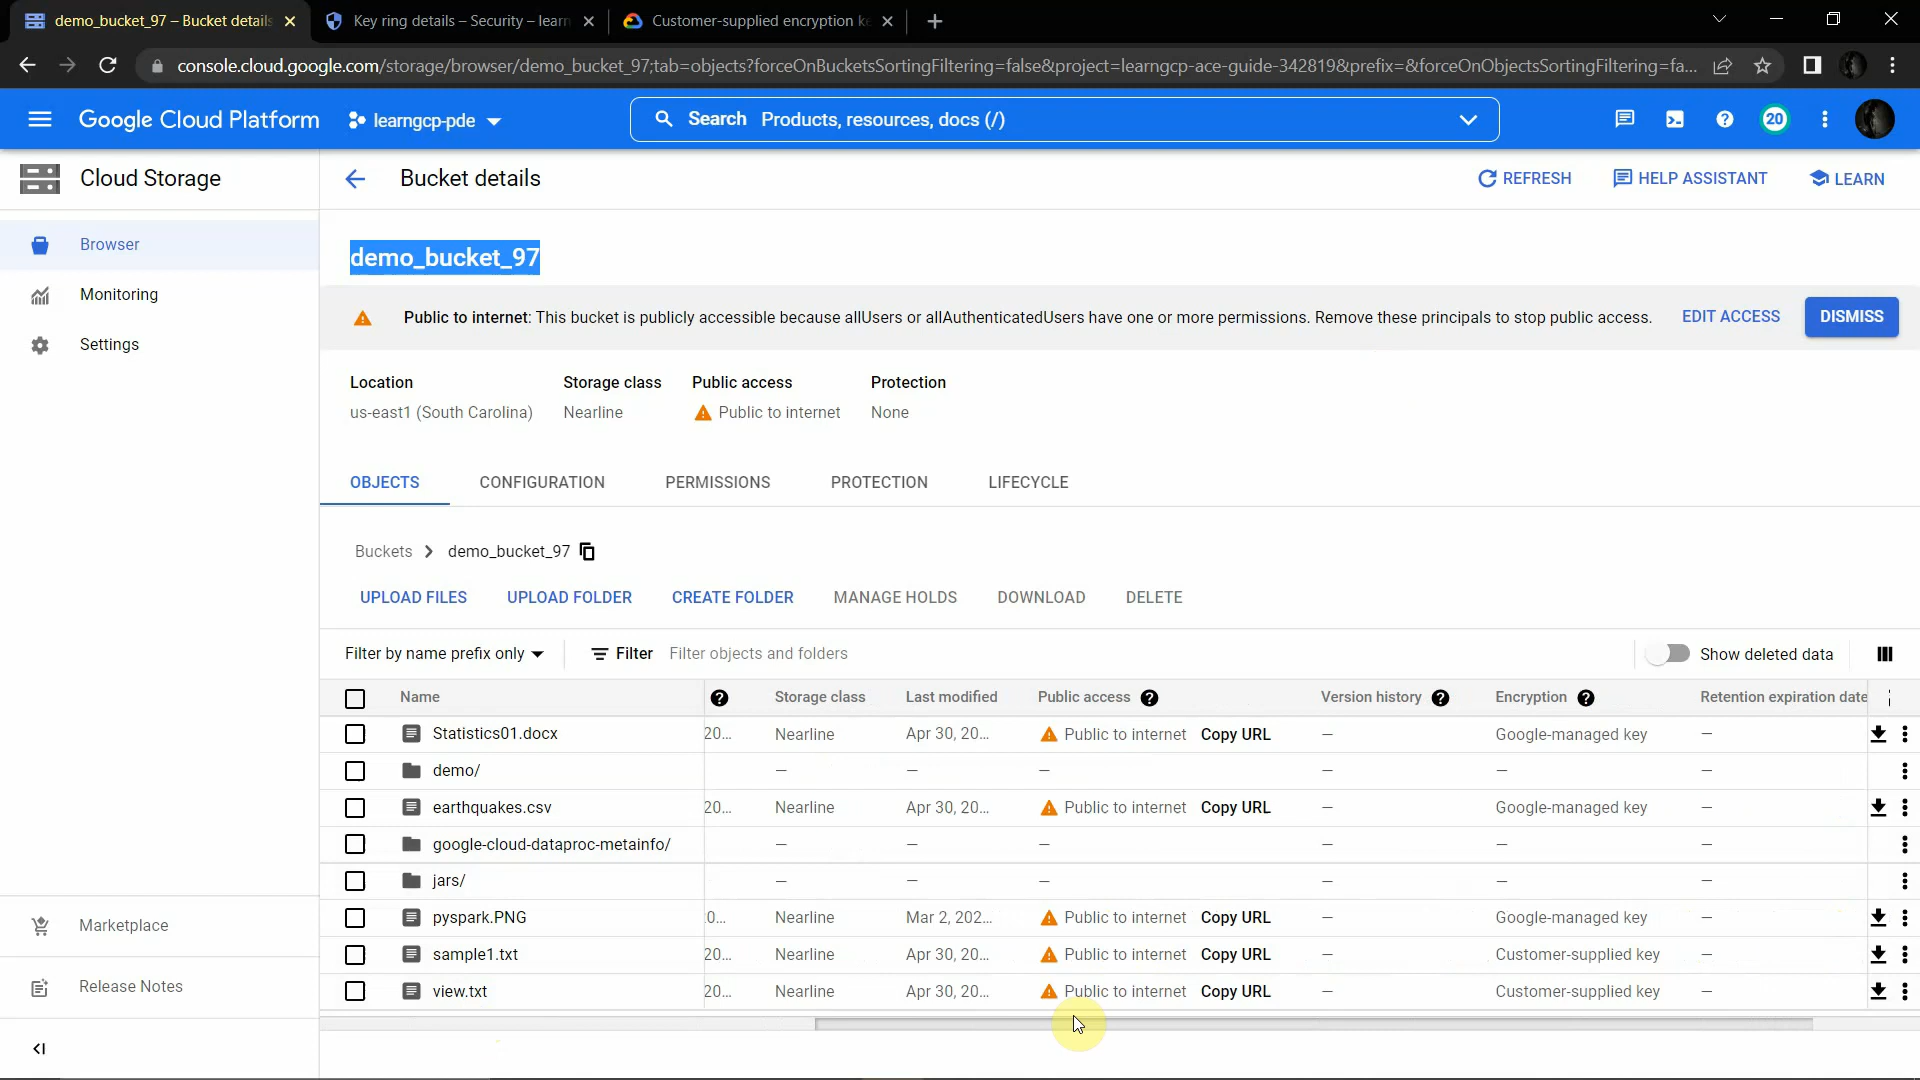 demo_bucket_97 – Bucket details
Key ring details – Security – learn
Customer-supplied encryption ke
console.cloud.google.com/storage/browser/demo_bucket_97;tab=objects?forceOnBucketsSortingFiltering=false&project=learngcp-ace-guide-342819&prefix=&forceOnObjectsSortingFiltering=fa...
Google Cloud Platform
learngcp-pde
Search Products, resources, docs (/)
20
Cloud Storage
Bucket details
REFRESH
HELP ASSISTANT
LEARN
Browser
Monitoring
Settings
Marketplace
Release Notes
demo_bucket_97
Public to internet: This bucket is publicly accessible because allUsers or allAuthenticatedUsers have one or more permissions. Remove these principals to stop public access.
EDIT ACCESS
DISMISS
Location Storage class Public access Protection
us-east1 (South Carolina) Nearline Public to internet None
OBJECTS CONFIGURATION PERMISSIONS PROTECTION LIFECYCLE
Buckets > demo_bucket_97
UPLOAD FILES UPLOAD FOLDER CREATE FOLDER MANAGE HOLDS DOWNLOAD DELETE
Filter by name prefix only Filter Filter objects and folders Show deleted data
Name Storage class Last modified Public access Version history Encryption Retention expiration date
Statistics01.docx 20... Nearline Apr 30, 20... Public to internet Copy URL – Google-managed key –
demo/ – – – – – –
earthquakes.csv 20... Nearline Apr 30, 20... Public to internet Copy URL – Google-managed key –
google-cloud-dataproc-metainfo/ – – – – – –
jars/ – – – – – –
pyspark.PNG 0... Nearline Mar 2, 202... Public to internet Copy URL – Google-managed key –
sample1.txt 20... Nearline Apr 30, 20... Public to internet Copy URL – Customer-supplied key –
view.txt 20... Nearline Apr 30, 20... Public to internet Copy URL – Customer-supplied key –